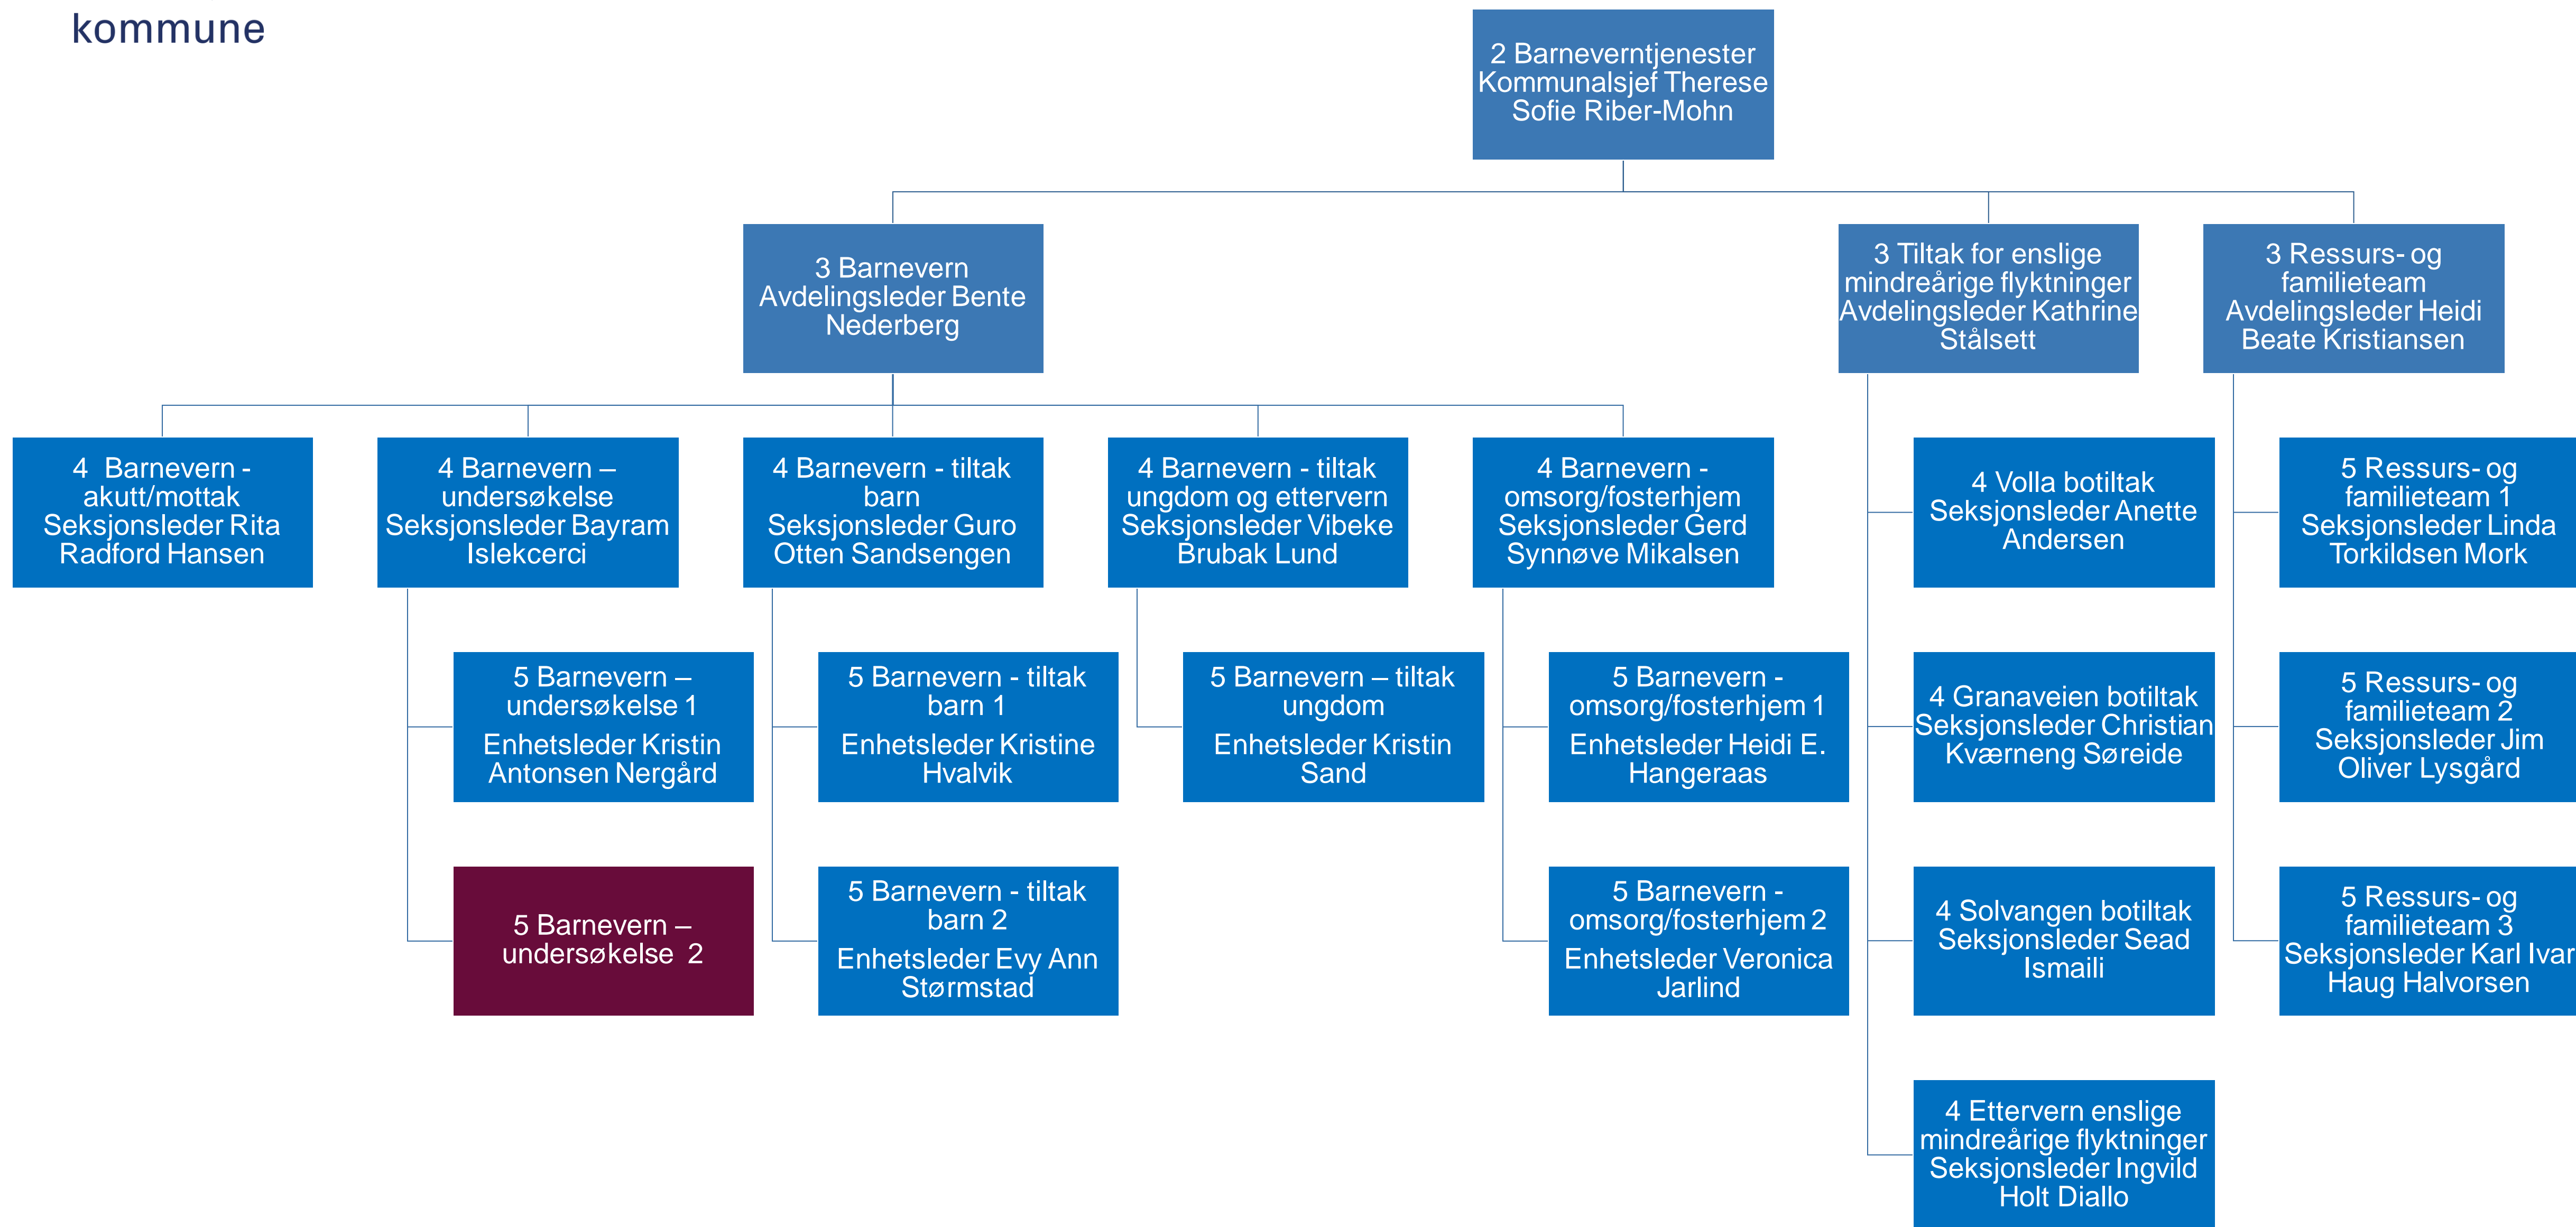 kommune
2 Barneverntjenester
Kommunalsjef Therese
Sofie Riber-Mohn
3 Barnevern
Avdelingsleder Bente
Nederberg
3 Tiltak for enslige
mindreårige flyktninger
Avdelingsleder Kathrine
Stålsett
3 Ressurs- og
familieteam
Avdelingsleder Heidi
Beate Kristiansen
4 Barnevern -
akutt/mottak
Seksjonsleder Rita
Radford Hansen
4 Barnevern –
undersøkelse
Seksjonsleder Bayram
Islekcerci
4 Barnevern - tiltak
barn
Seksjonsleder Guro
Otten Sandsengen
4 Barnevern - tiltak
ungdom og ettervern
Seksjonsleder Vibeke
Brubak Lund
4 Barnevern -
omsorg/fosterhjem
Seksjonsleder Gerd
Synnøve Mikalsen
4 Volla botiltak
Seksjonsleder Anette
Andersen
5 Ressurs- og
familieteam 1
Seksjonsleder Linda
Torkildsen Mork
5 Barnevern –
undersøkelse 1
Enhetsleder Kristin
Antonsen Nergård
5 Barnevern - tiltak
barn 1
Enhetsleder Kristine
Hvalvik
5 Barnevern – tiltak
ungdom
Enhetsleder Kristin
Sand
5 Barnevern -
omsorg/fosterhjem 1
Enhetsleder Heidi E.
Hangeraas
4 Granaveien botiltak
Seksjonsleder Christian
Kværneng Søreide
5 Ressurs- og
familieteam 2
Seksjonsleder Jim
Oliver Lysgård
5 Barnevern –
undersøkelse 2
5 Barnevern - tiltak
barn 2
Enhetsleder Evy Ann
Størmstad
5 Barnevern -
omsorg/fosterhjem 2
Enhetsleder Veronica
Jarlind
4 Solvangen botiltak
Seksjonsleder Sead
Ismaili
5 Ressurs- og
familieteam 3
Seksjonsleder Karl Ivar
Haug Halvorsen
4 Ettervern enslige
mindreårige flyktninger
Seksjonsleder Ingvild
Holt Diallo